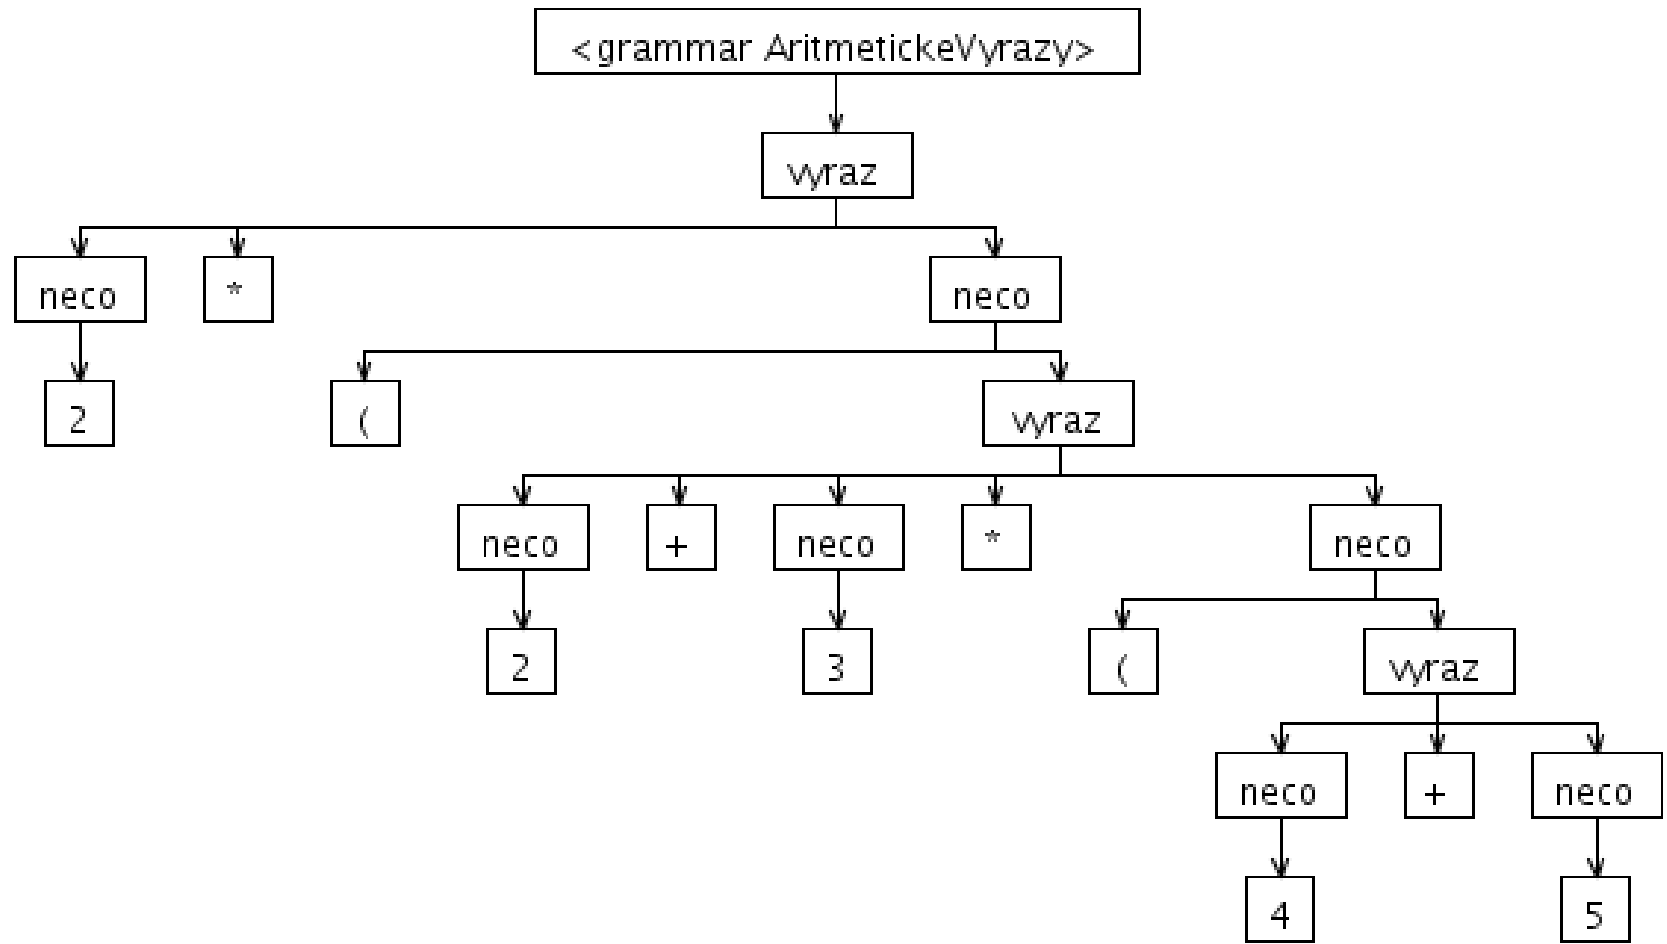 <grammar AritmetickeVyrazy>
vyraz
neco * neco
2 ( vyraz
neco + neco * neco
2 3 ( vyraz
neco + neco
4 5